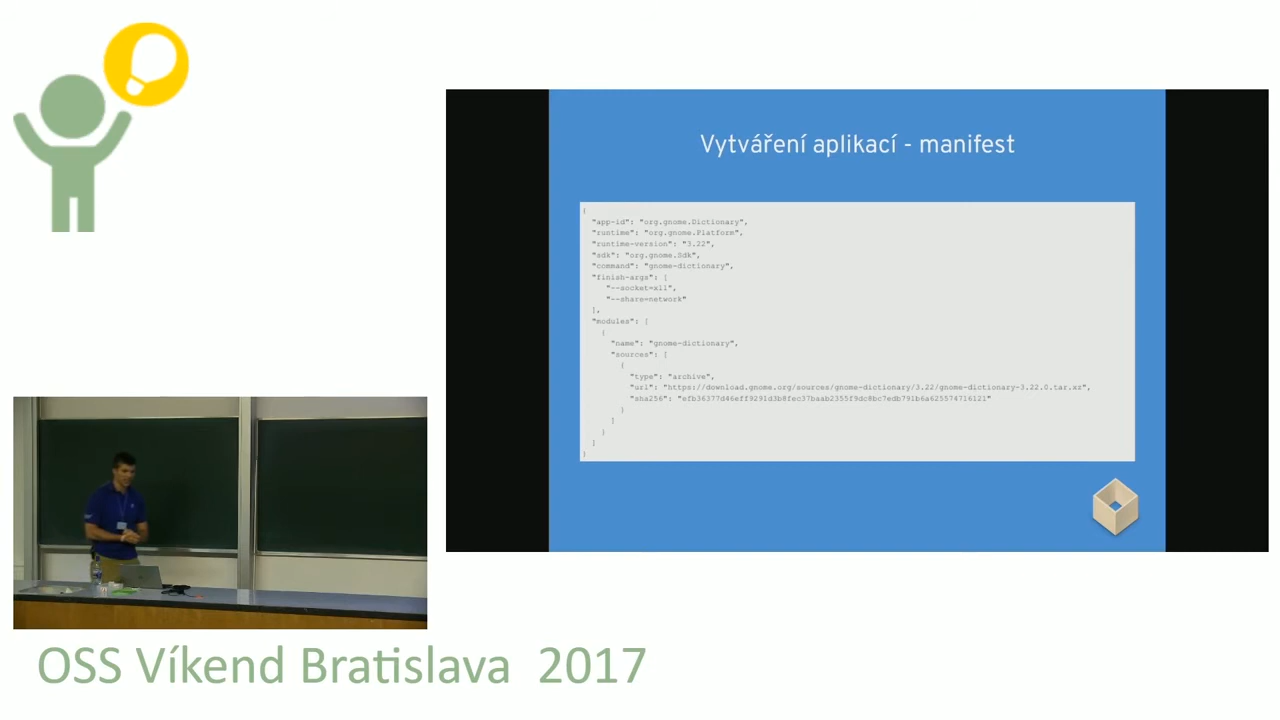 Vytváření aplikací - manifest
{
"app-id": "org.gnome.Dictionary",
"runtime": "org.gnome.Platform",
"runtime-version": "3.22",
"sdk": "org.gnome.Sdk",
"command": "gnome-dictionary",
"finish-args": [
"--socket=x11",
"--share=network"
],
"modules": [
{
"name": "gnome-dictionary",
"sources": [
{
"type": "archive",
"url": "https://download.gnome.org/sources/gnome-dictionary/3.22/gnome-dictionary-3.22.0.tar.xz",
"sha256": "efb36377d46eff9291d3b8fec37baab2355f9dc8bc7edb791b6a625574716121"
}
]
}
]
}
OSS Víkend Bratislava 2017